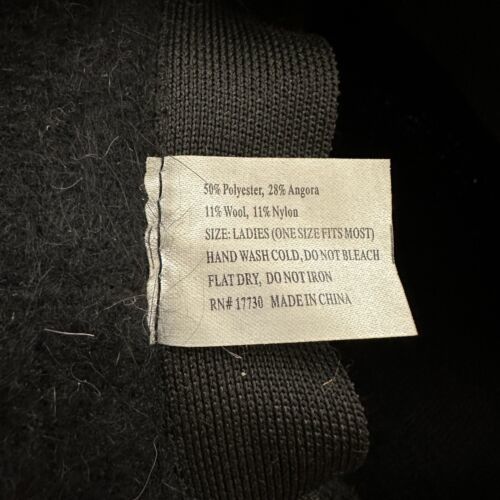 50% Polyester, 28% Angora
11% Wool, 11% Nylon
SIZE: LADIES (ONE SIZE FITS MOST)
HAND WASH COLD, DO NOT BLEACH
FLAT DRY, DO NOT IRON
RN# 17730 MADE IN CHINA